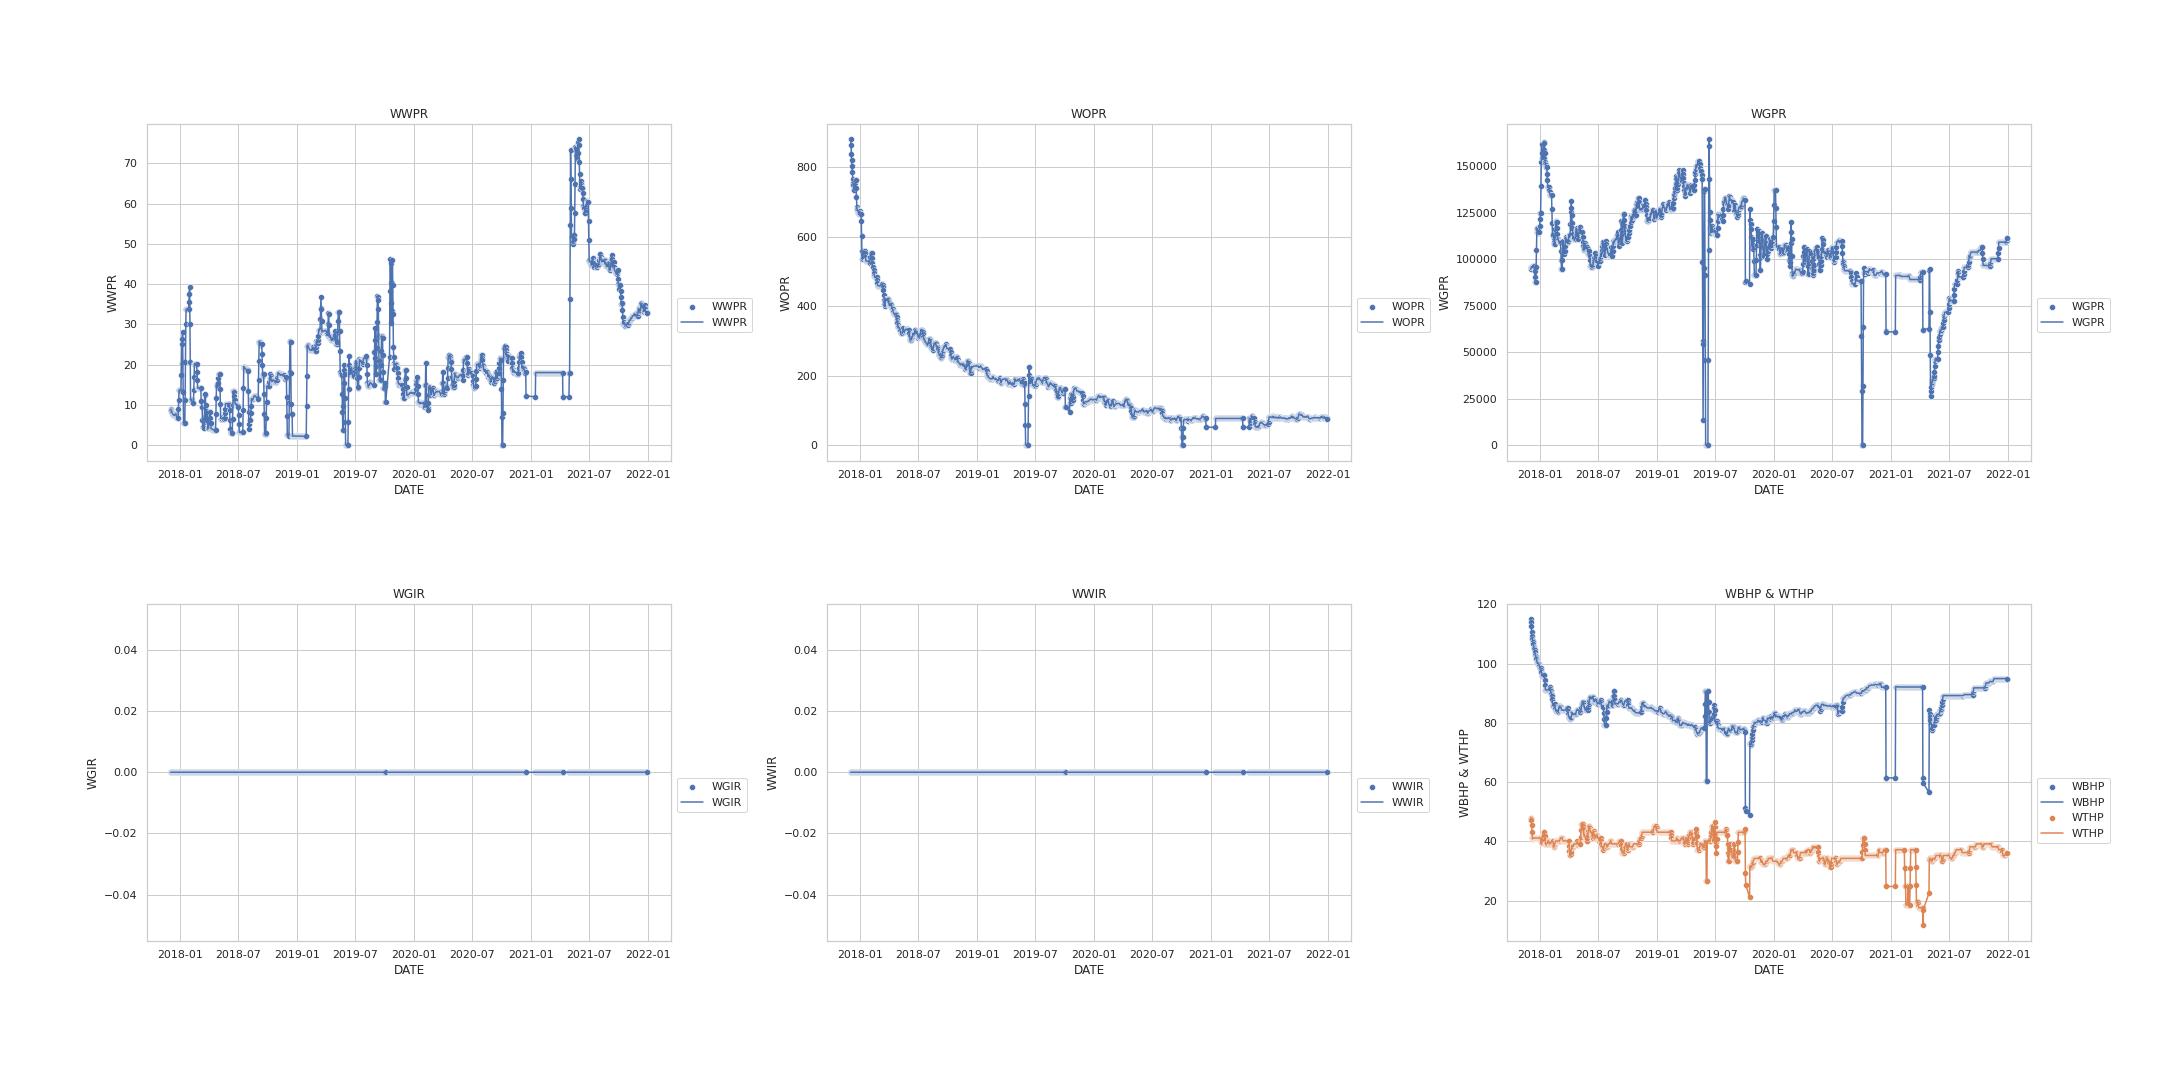 WWPR
WWPR
70
60
50
40
30
20
10
0
2018-01 2018-07 2019-01 2019-07 2020-01 2020-07 2021-01 2021-07 2022-01
DATE
WWPR
WWPR
WOPR
WOPR
800
600
400
200
0
2018-01 2018-07 2019-01 2019-07 2020-01 2020-07 2021-01 2021-07 2022-01
DATE
WOPR
WOPR
WGPR
WGPR
150000
125000
100000
75000
50000
25000
0
2018-01 2018-07 2019-01 2019-07 2020-01 2020-07 2021-01 2021-07 2022-01
DATE
WGPR
WGPR
WGIR
WGIR
0.04
0.02
0.00
−0.02
−0.04
2018-01 2018-07 2019-01 2019-07 2020-01 2020-07 2021-01 2021-07 2022-01
DATE
WGIR
WGIR
WWIR
WWIR
0.04
0.02
0.00
−0.02
−0.04
2018-01 2018-07 2019-01 2019-07 2020-01 2020-07 2021-01 2021-07 2022-01
DATE
WWIR
WWIR
WBHP & WTHP
WBHP & WTHP
120
100
80
60
40
20
2018-01 2018-07 2019-01 2019-07 2020-01 2020-07 2021-01 2021-07 2022-01
DATE
WBHP
WBHP
WTHP
WTHP